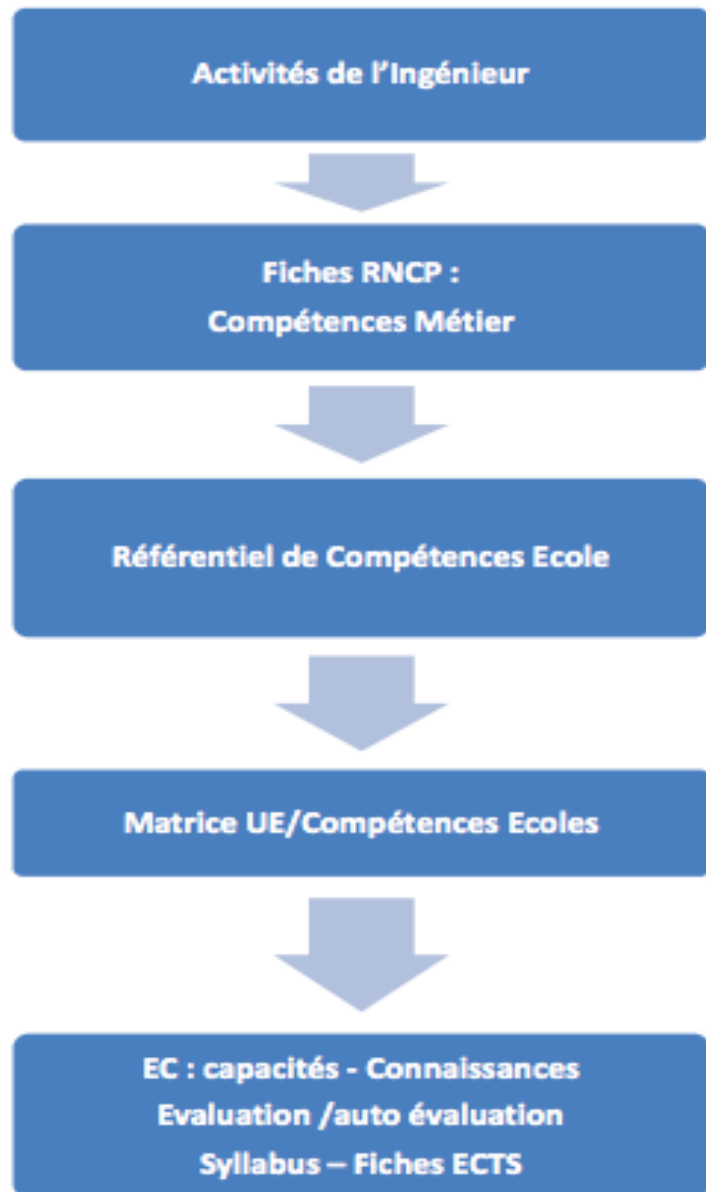 Activités de l'Ingénieur
Fiches RNCP :
Compétences Métier
Référentiel de Compétences Ecole
Matrice UE/Compétences Ecoles
EC : capacités - Connaissances
Evaluation /auto évaluation
Syllabus – Fiches ECTS